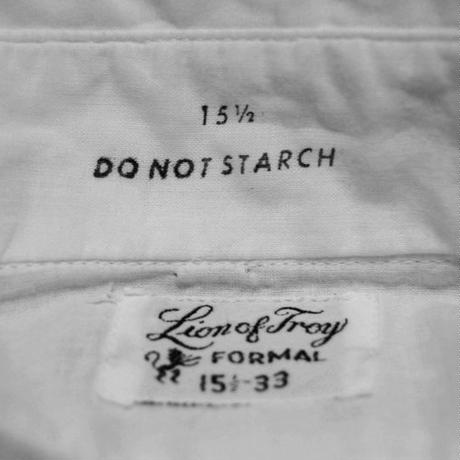 15½
DO NOT STARCH
Lion of Troy
FORMAL
15½-33